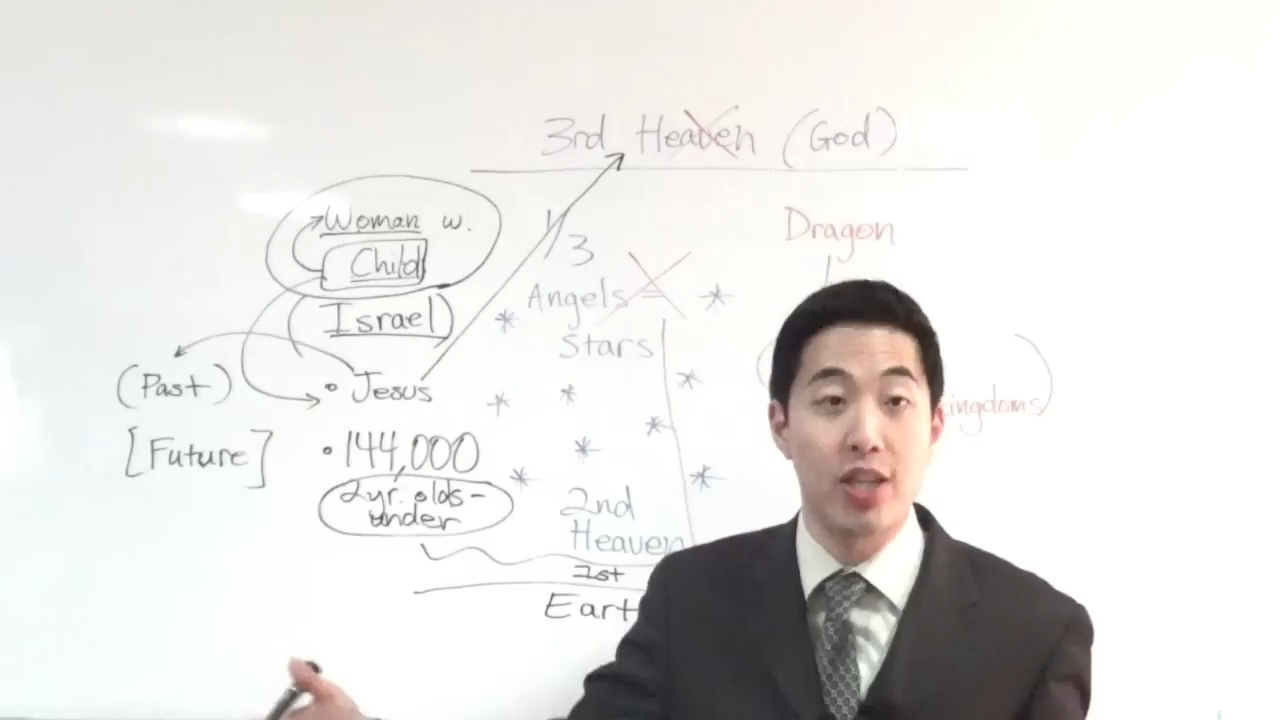 3rd Heaven (God)
Woman w.
Child
Israel
(Past)
• Jesus
[Future]
• 144,000
2yr. olds -
under
1/3
Angels =
Stars
2nd
Heaven
1st
Eart
Dragon
ingdoms